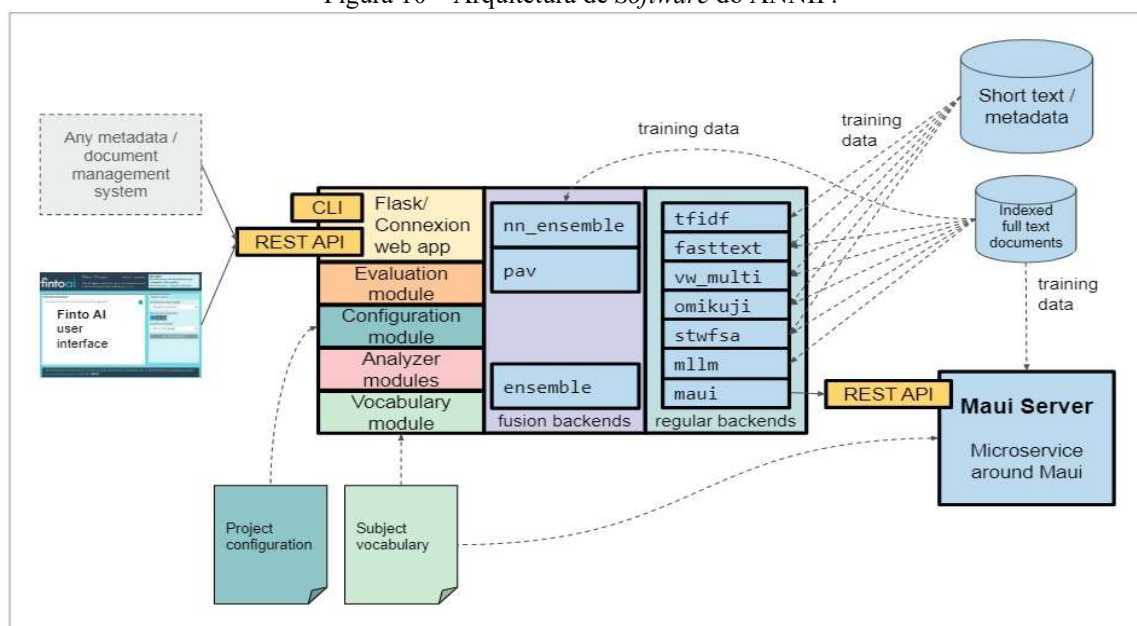 Figura 10 – Arquitetura de Software do ANNIF.
Any metadata /
document
management
system
fintoai
Finto AI
user
interface
CLI
REST API
Flask/
Connexion
web app
Evaluation
module
Configuration
module
Analyzer
modules
Vocabulary
module
nn_ensemble
pav
ensemble
fusion backends
tfidf
fasttext
vw_multi
omikuji
stwfsa
mllm
maui
regular backends
training data
training
data
Short text /
metadata
Indexed
full text
documents
training
data
REST API
Maui Server
Microservice
around Maui
Project
configuration
Subject
vocabulary